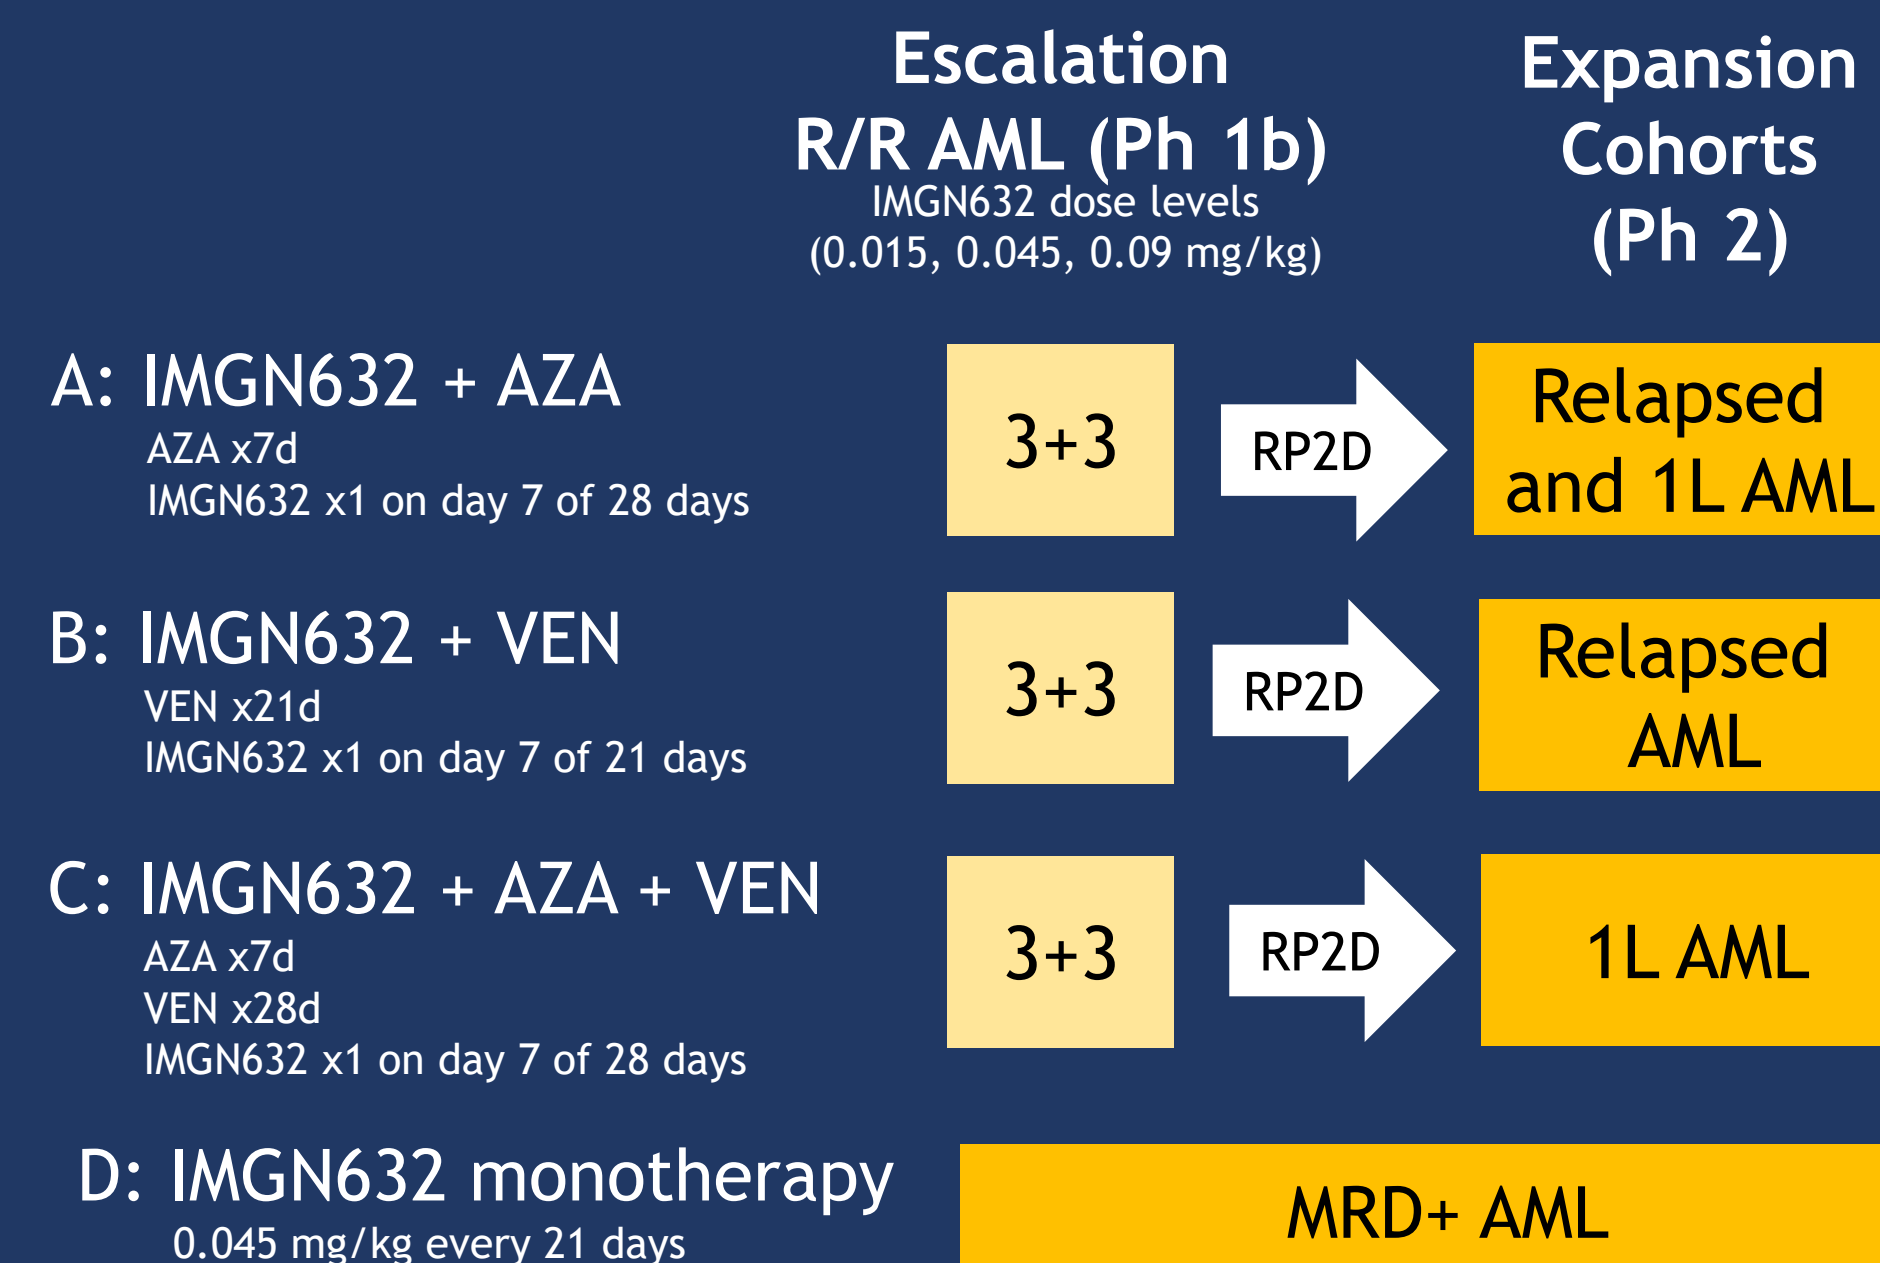 Escalation
R/R AML (Ph 1b)
IMGN632 dose levels
(0.015, 0.045, 0.09 mg/kg)
Expansion
Cohorts
(Ph 2)
A: IMGN632 + AZA
AZA x7d
IMGN632 x1 on day 7 of 28 days
3+3
RP2D
Relapsed
and 1L AML
B: IMGN632 + VEN
VEN x21d
IMGN632 x1 on day 7 of 21 days
3+3
RP2D
Relapsed
AML
C: IMGN632 + AZA + VEN
AZA x7d
VEN x28d
IMGN632 x1 on day 7 of 28 days
3+3
RP2D
1L AML
D: IMGN632 monotherapy
0.045 mg/kg every 21 days
MRD+ AML